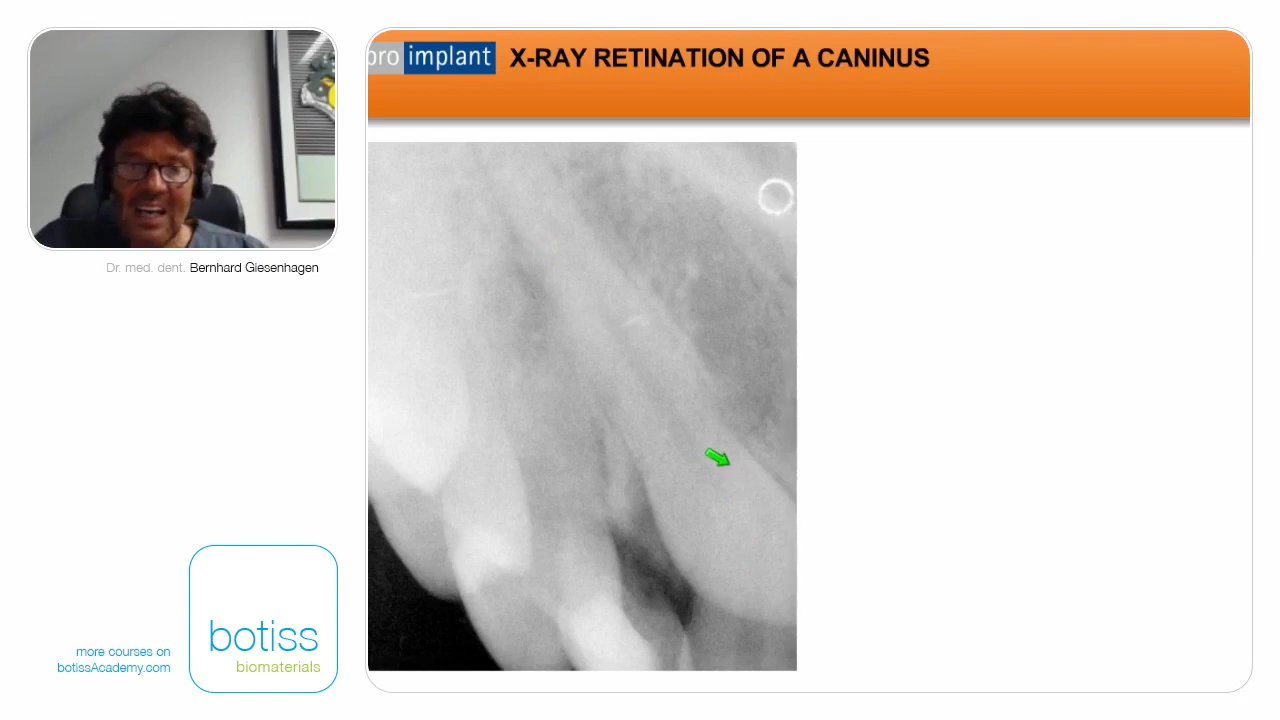 pro implant X-RAY RETINATION OF A CANINUS
Dr. med. dent. Bernhard Giesenhagen
botiss
biomaterials
more courses on
botissAcademy.com